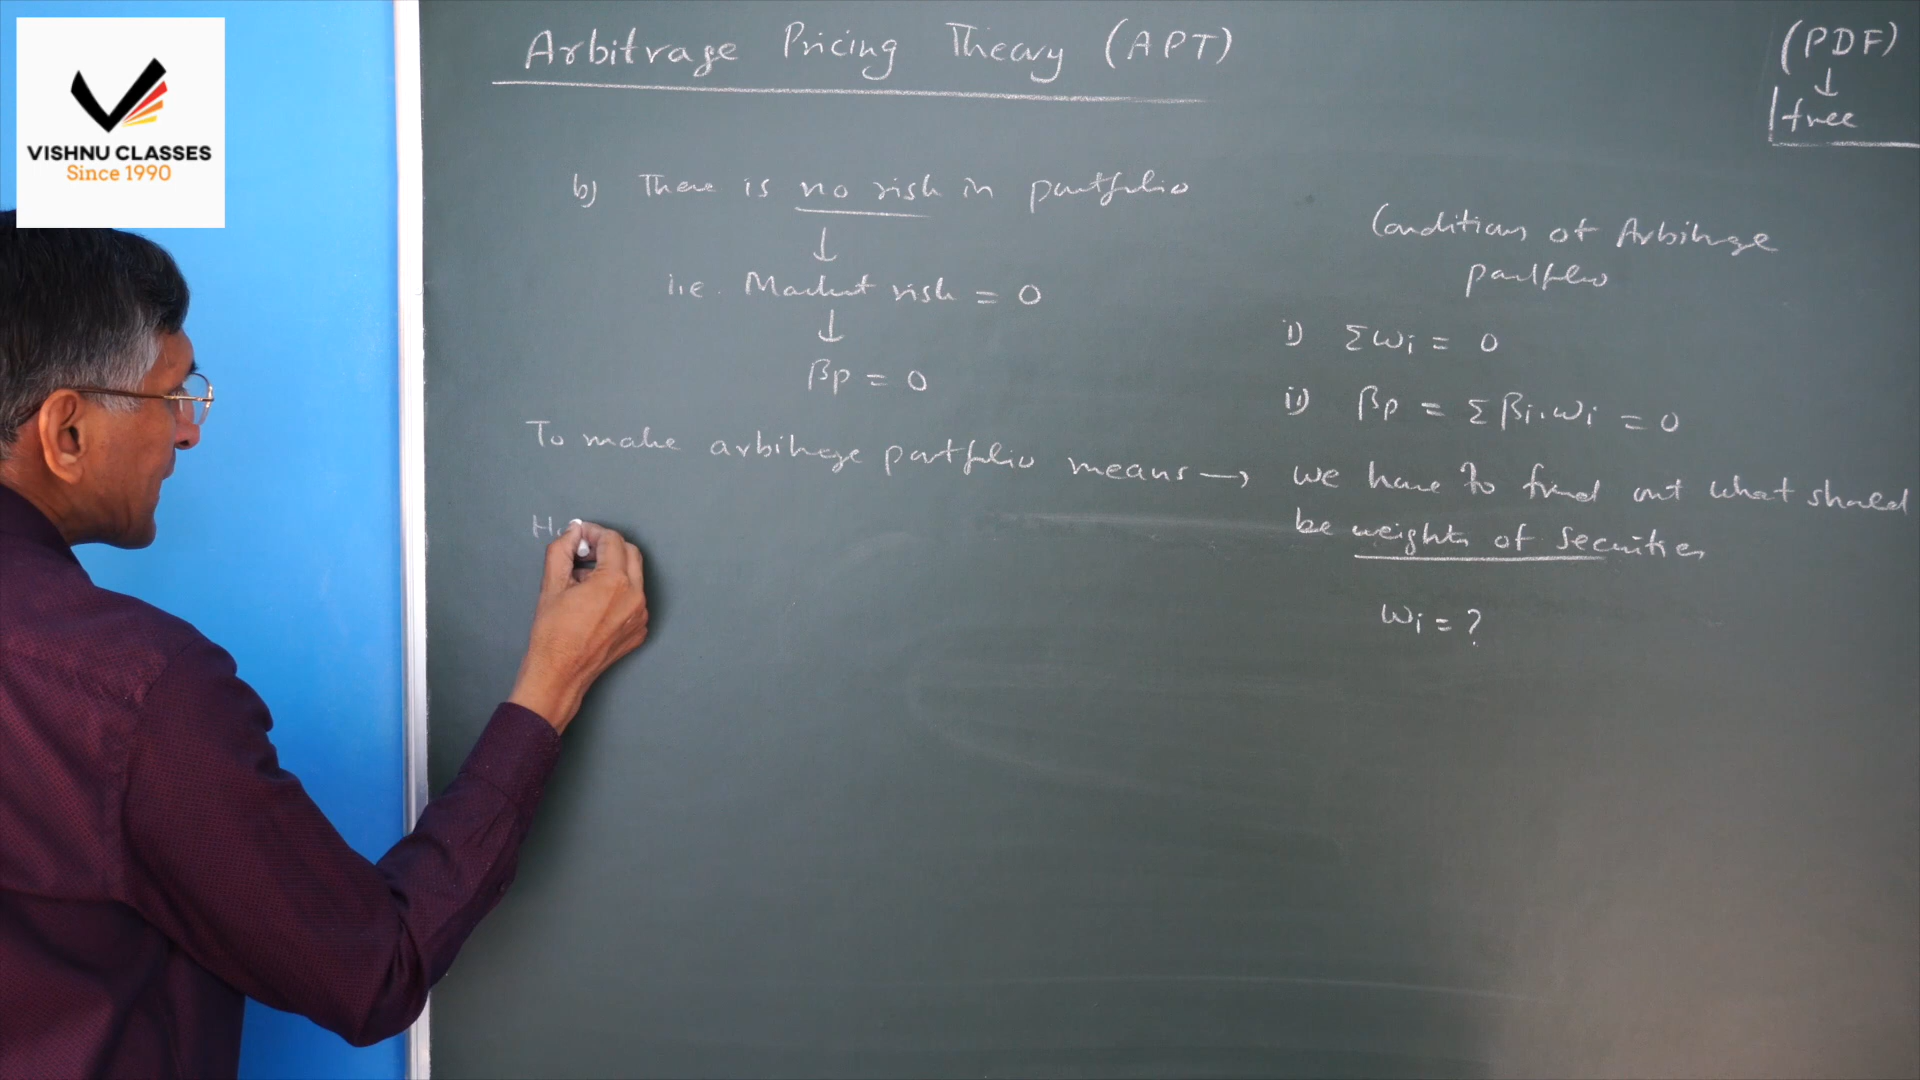 VISHNU CLASSES
Since 1990
Arbitrage Pricing Theory (APT)
(PDF)
↓
free
b) There is no risk in portfolio
↓
i.e. Market risk = 0
↓
βp = 0
Conditions of Arbitrage
portfolio
i) Σwi = 0
ii) βp = Σβi.wi = 0
To make arbitrage portfolio means → we have to find out what should
be weights of securities
wi = ?